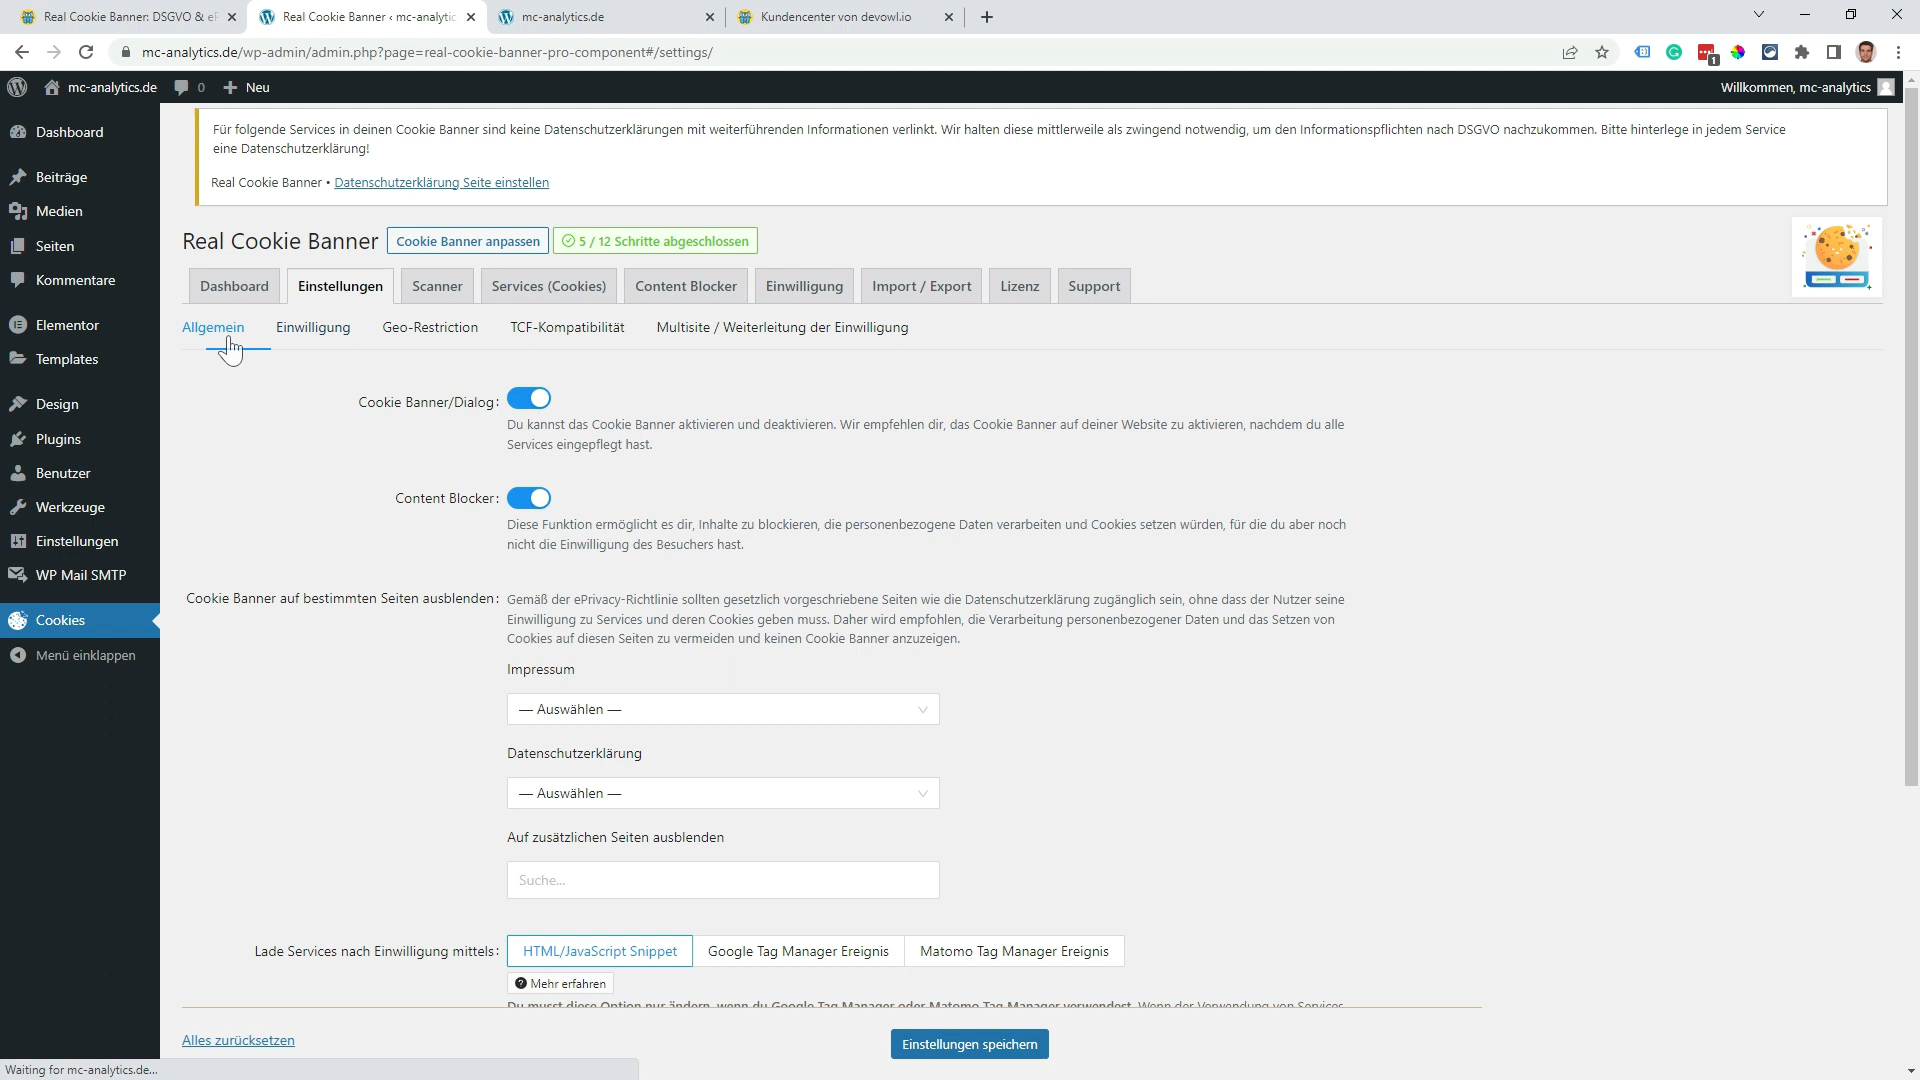 Real Cookie Banner: DSGVO & eP
Real Cookie Banner ‹ mc-analytic
mc-analytics.de
Kundencenter von devowl.io
mc-analytics.de/wp-admin/admin.php?page=real-cookie-banner-pro-component#/settings/
1
mc-analytics.de
0
Neu
Willkommen, mc-analytics
Dashboard
Beiträge
Medien
Seiten
Kommentare
Elementor
Templates
Design
Plugins
Benutzer
Werkzeuge
Einstellungen
WP Mail SMTP
Cookies
Menü einklappen
Für folgende Services in deinen Cookie Banner sind keine Datenschutzerklärungen mit weiterführenden Informationen verlinkt. Wir halten diese mittlerweile als zwingend notwendig, um den Informationspflichten nach DSGVO nachzukommen. Bitte hinterlege in jedem Service
eine Datenschutzerklärung!
Real Cookie Banner • Datenschutzerklärung Seite einstellen
Real Cookie Banner
Cookie Banner anpassen
5 / 12 Schritte abgeschlossen
Dashboard
Einstellungen
Scanner
Services (Cookies)
Content Blocker
Einwilligung
Import / Export
Lizenz
Support
Allgemein
Einwilligung
Geo-Restriction
TCF-Kompatibilität
Multisite / Weiterleitung der Einwilligung
Cookie Banner/Dialog:
Du kannst das Cookie Banner aktivieren und deaktivieren. Wir empfehlen dir, das Cookie Banner auf deiner Website zu aktivieren, nachdem du alle
Services eingepflegt hast.
Content Blocker:
Diese Funktion ermöglicht es dir, Inhalte zu blockieren, die personenbezogene Daten verarbeiten und Cookies setzen würden, für die du aber noch
nicht die Einwilligung des Besuchers hast.
Cookie Banner auf bestimmten Seiten ausblenden:
Gemäß der ePrivacy-Richtlinie sollten gesetzlich vorgeschriebene Seiten wie die Datenschutzerklärung zugänglich sein, ohne dass der Nutzer seine
Einwilligung zu Services und deren Cookies geben muss. Daher wird empfohlen, die Verarbeitung personenbezogener Daten und das Setzen von
Cookies auf diesen Seiten zu vermeiden und keinen Cookie Banner anzuzeigen.
Impressum
— Auswählen —
Datenschutzerklärung
— Auswählen —
Auf zusätzlichen Seiten ausblenden
Suche...
Lade Services nach Einwilligung mittels:
HTML/JavaScript Snippet
Google Tag Manager Ereignis
Matomo Tag Manager Ereignis
Mehr erfahren
Du musst diese Option nur ändern, wenn du Google Tag Manager oder Matomo Tag Manager verwendest. Wenn der Verwendung von Services
Alles zurücksetzen
Einstellungen speichern
Waiting for mc-analytics.de...